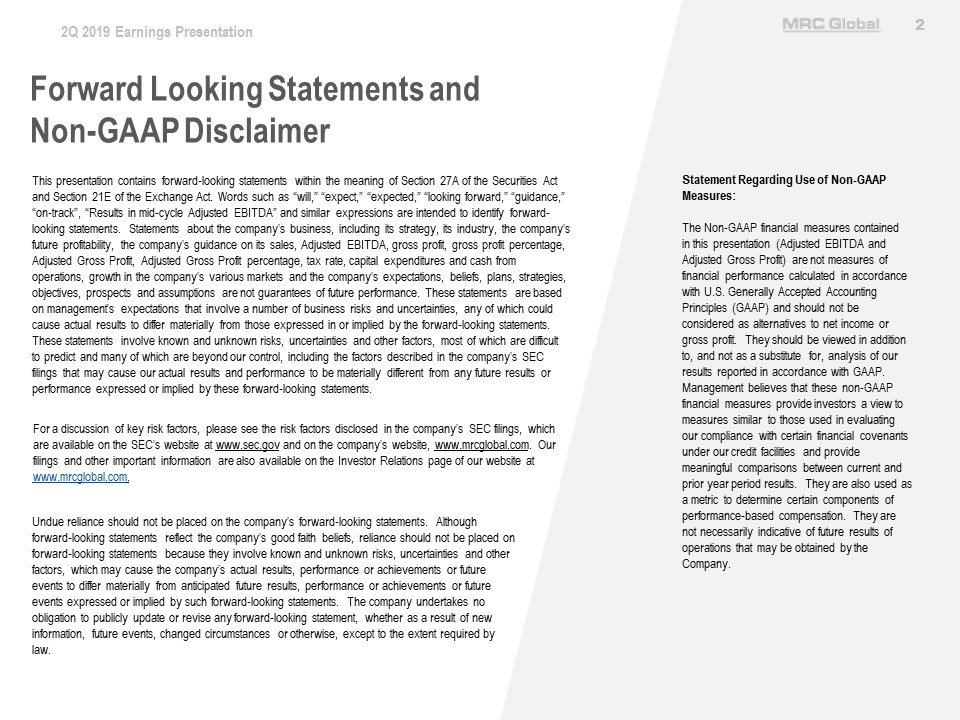 2Q 2019 Earnings Presentation
MRC Global
2
Forward Looking Statements and
Non-GAAP Disclaimer
This presentation contains forward-looking statements within the meaning of Section 27A of the Securities Act
and Section 21E of the Exchange Act. Words such as “will,” “expect,” “expected,” “looking forward,” “guidance,”
“on-track”, “Results in mid-cycle Adjusted EBITDA” and similar expressions are intended to identify forward-
looking statements. Statements about the company’s business, including its strategy, its industry, the company’s
future profitability, the company’s guidance on its sales, Adjusted EBITDA, gross profit, gross profit percentage,
Adjusted Gross Profit, Adjusted Gross Profit percentage, tax rate, capital expenditures and cash from
operations, growth in the company’s various markets and the company’s expectations, beliefs, plans, strategies,
objectives, prospects and assumptions are not guarantees of future performance. These statements are based
on management’s expectations that involve a number of business risks and uncertainties, any of which could
cause actual results to differ materially from those expressed in or implied by the forward-looking statements.
These statements involve known and unknown risks, uncertainties and other factors, most of which are difficult
to predict and many of which are beyond our control, including the factors described in the company’s SEC
filings that may cause our actual results and performance to be materially different from any future results or
performance expressed or implied by these forward-looking statements.
For a discussion of key risk factors, please see the risk factors disclosed in the company’s SEC filings, which
are available on the SEC’s website at www.sec.gov and on the company’s website, www.mrcglobal.com. Our
filings and other important information are also available on the Investor Relations page of our website at
www.mrcglobal.com.
Undue reliance should not be placed on the company’s forward-looking statements. Although
forward-looking statements reflect the company’s good faith beliefs, reliance should not be placed on
forward-looking statements because they involve known and unknown risks, uncertainties and other
factors, which may cause the company’s actual results, performance or achievements or future
events to differ materially from anticipated future results, performance or achievements or future
events expressed or implied by such forward-looking statements. The company undertakes no
obligation to publicly update or revise any forward-looking statement, whether as a result of new
information, future events, changed circumstances or otherwise, except to the extent required by
law.
Statement Regarding Use of Non-GAAP
Measures:
The Non-GAAP financial measures contained
in this presentation (Adjusted EBITDA and
Adjusted Gross Profit) are not measures of
financial performance calculated in accordance
with U.S. Generally Accepted Accounting
Principles (GAAP) and should not be
considered as alternatives to net income or
gross profit. They should be viewed in addition
to, and not as a substitute for, analysis of our
results reported in accordance with GAAP.
Management believes that these non-GAAP
financial measures provide investors a view to
measures similar to those used in evaluating
our compliance with certain financial covenants
under our credit facilities and provide
meaningful comparisons between current and
prior year period results. They are also used as
a metric to determine certain components of
performance-based compensation. They are
not necessarily indicative of future results of
operations that may be obtained by the
Company.